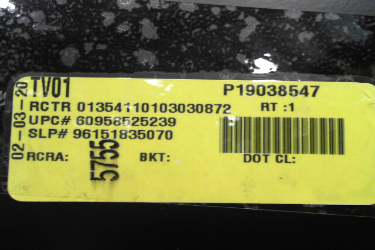 02-03-20
TV01
P19038547
RCTR 01354110103030872
RT :1
UPC# 60958525239
SLP# 96151835070
RCRA:
5755
BKT:
DOT CL: